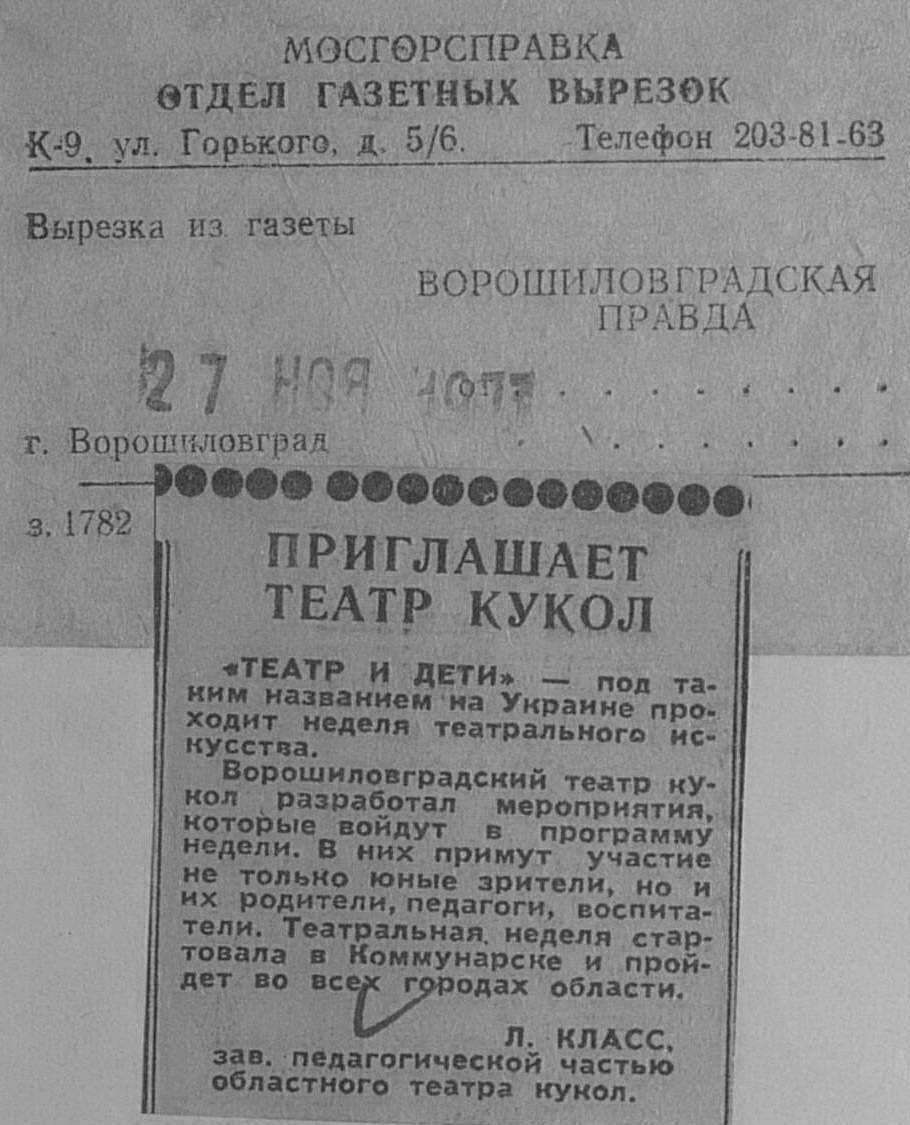 МОСГОРСПРАВКА
ОТДЕЛ ГАЗЕТНЫХ ВЫРЕЗОК
К-9, ул. Горького, д. 5/6. Телефон 203-81-63
Вырезка из газеты
ВОРОШИЛОВГРАДСКАЯ
ПРАВДА
27 НОЯ 1977
г. Ворошиловград
з. 1782
ПРИГЛАШАЕТ
ТЕАТР КУКОЛ
«ТЕАТР И ДЕТИ» — под та-
ким названием на Украине про-
ходит неделя театрального ис-
кусства.
Ворошиловградский театр ку-
кол разработал мероприятия,
которые войдут в программу
недели. В них примут участие
не только юные зрители, но и
их родители, педагоги, воспита-
тели. Театральная неделя стар-
товала в Коммунарске и прой-
дет во всех городах области.
Л. КЛАСС,
зав. педагогической частью
областного театра кукол.